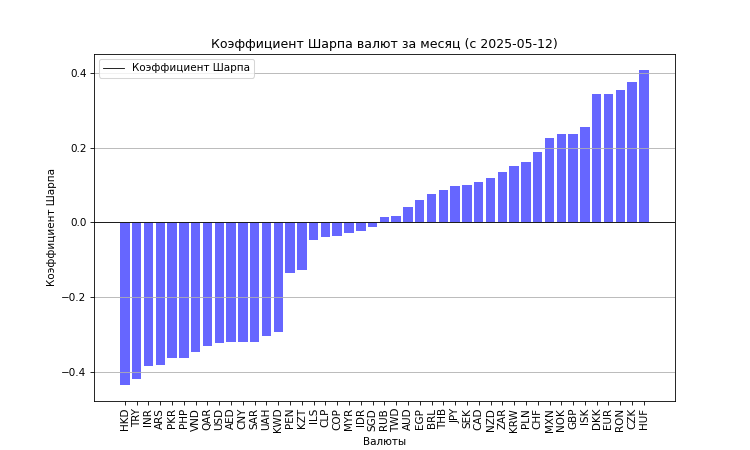 Коэффициент Шарпа валют за месяц (с 2025-05-12)
Коэффициент Шарпа
0.4
0.2
0.0
−0.2
−0.4
Коэффициент Шарпа
HKD
TRY
INR
ARS
PKR
PHP
VND
QAR
USD
AED
CNY
SAR
UAH
KWD
PEN
KZT
ILS
CLP
COP
MYR
IDR
SGD
RUB
TWD
AUD
EGP
BRL
THB
JPY
SEK
CAD
NZD
ZAR
KRW
PLN
CHF
MXN
NOK
GBP
ISK
DKK
EUR
RON
CZK
HUF
Валюты